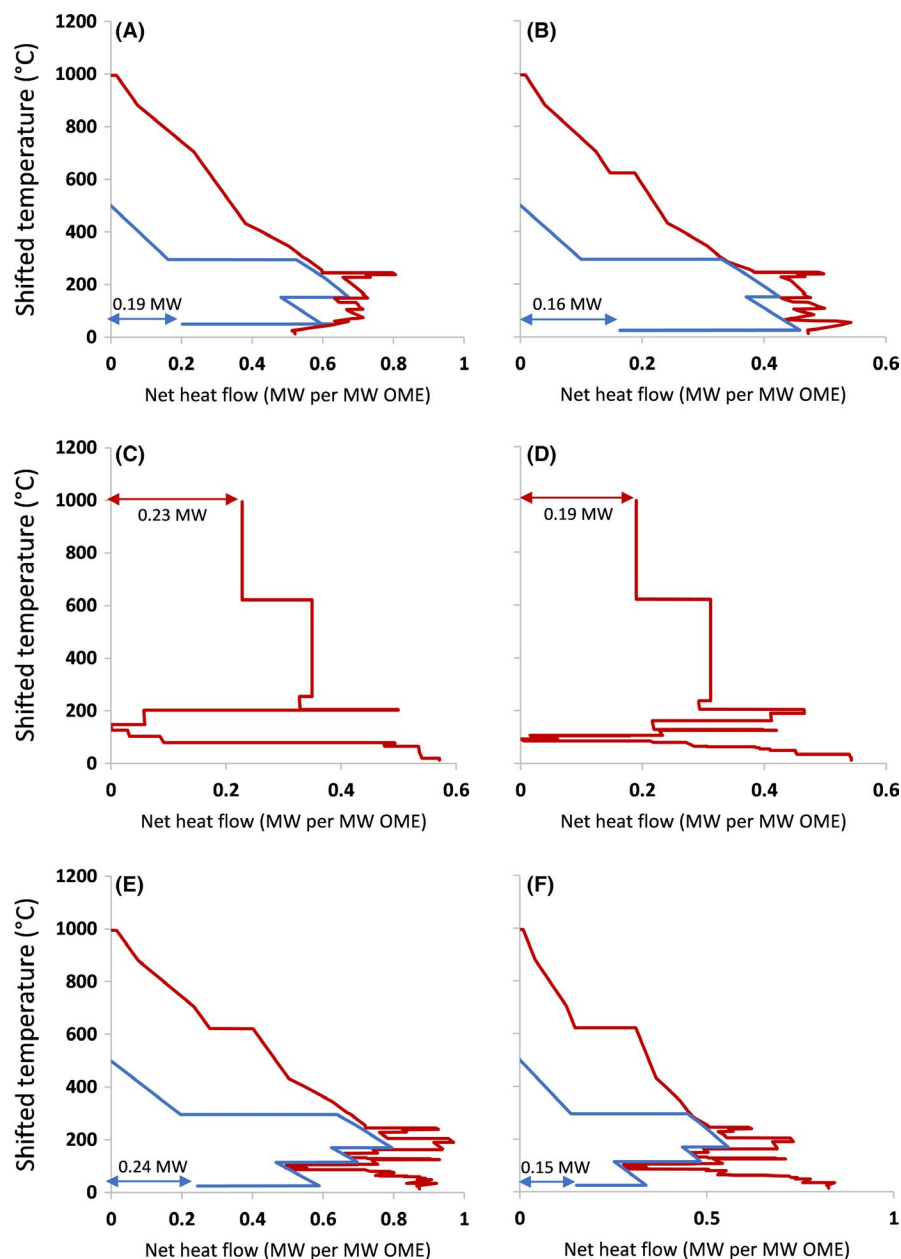 (A)
Shifted temperature (°C)
1200
1000
800
600
400
200
0
0.19 MW
0 0.2 0.4 0.6 0.8 1
Net heat flow (MW per MW OME)
(B)
0.16 MW
0 0.2 0.4 0.6
Net heat flow (MW per MW OME)
(C)
Shifted temperature (°C)
1200
1000
800
600
400
200
0
0.23 MW
0 0.2 0.4 0.6
Net heat flow (MW per MW OME)
(D)
0.19 MW
0 0.2 0.4 0.6
Net heat flow (MW per MW OME)
(E)
Shifted temperature (°C)
1200
1000
800
600
400
200
0
0.24 MW
0 0.2 0.4 0.6 0.8 1
Net heat flow (MW per MW OME)
(F)
0.15 MW
0 0.5 1
Net heat flow (MW per MW OME)